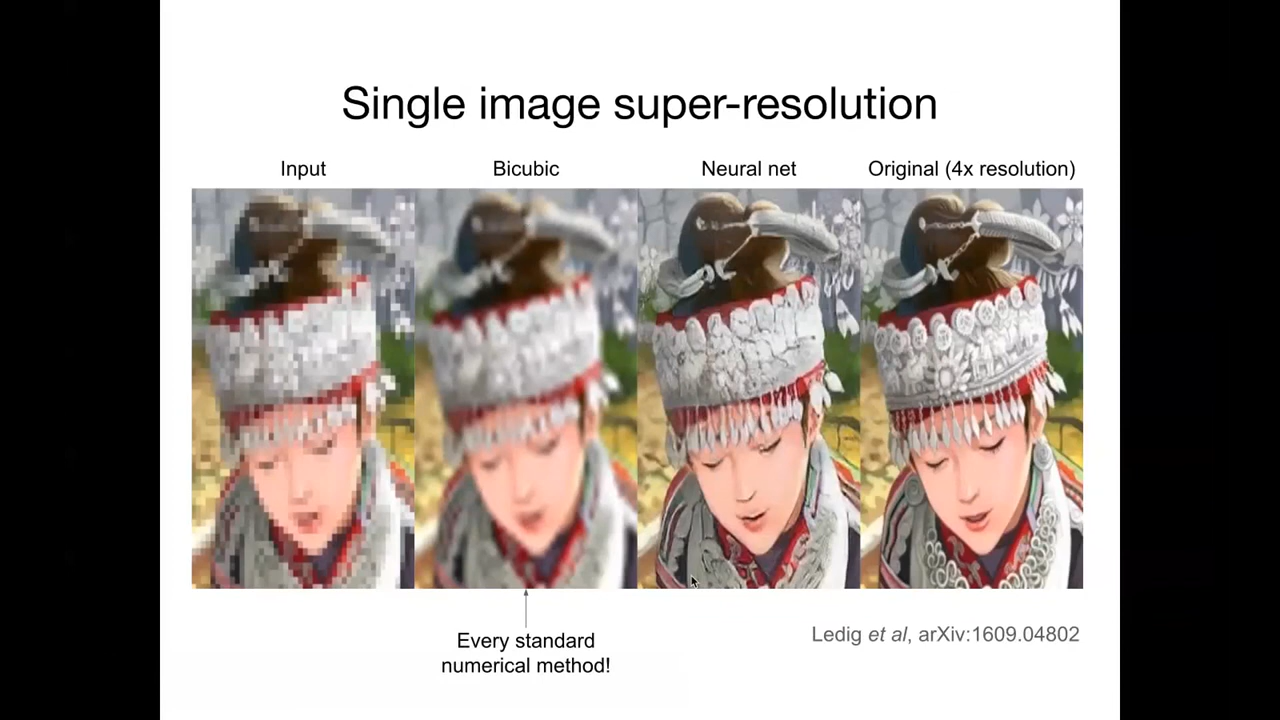 Single image super-resolution
Input
Bicubic
Neural net
Original (4x resolution)
Every standard
numerical method!
Ledig et al, arXiv:1609.04802